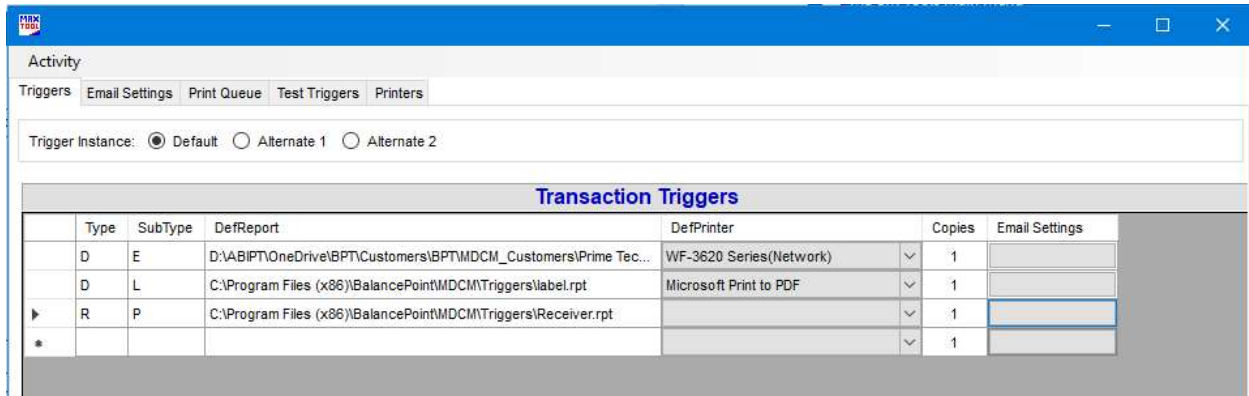 MAX
TOOL
Activity
Triggers Email Settings Print Queue Test Triggers Printers
Trigger Instance: Default Alternate 1 Alternate 2
Transaction Triggers
Type SubType DefReport DefPrinter Copies Email Settings
D E D:\ABIPT\OneDrive\BPT\Customers\BPT\MDCM_Customers\Prime Tec... WF-3620 Series(Network) 1
D L C:\Program Files (x86)\BalancePoint\MDCM\Triggers\label.rpt Microsoft Print to PDF 1
R P C:\Program Files (x86)\BalancePoint\MDCM\Triggers\Receiver.rpt 1
1